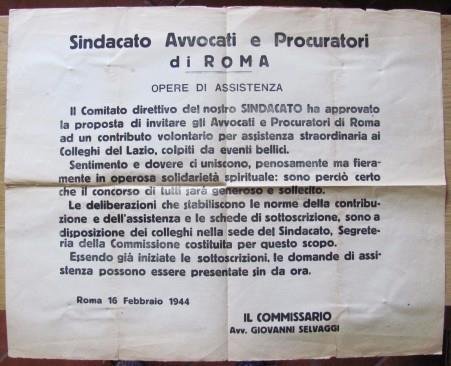 Sindacato Avvocati e Procuratori
di ROMA
OPERE DI ASSISTENZA
Il Comitato direttivo del nostro SINDACATO ha approvato
la proposta di invitare gli Avvocati e Procuratori di Roma
ad un contributo volontario per assistenza straordinaria ai
Colleghi del Lazio, colpiti da eventi bellici.
Sentimento e dovere ci uniscono, penosamente ma fiera-
mente in operosa solidarietà spirituale: sono perciò certo
che il concorso di tutti sarà generoso e sollecito.
Le deliberazioni che stabiliscono le norme della contribu-
zione e dell'assistenza e le schede di sottoscrizione, sono a
disposizione dei colleghi nella sede del Sindacato, Segrete-
ria della Commissione costituita per questo scopo.
Essendo già iniziate le sottoscrizioni, le domande di assi-
stenza possono essere presentate sin da ora.
Roma 16 Febbraio 1944
IL COMMISSARIO
Avv. GIOVANNI SELVAGGI